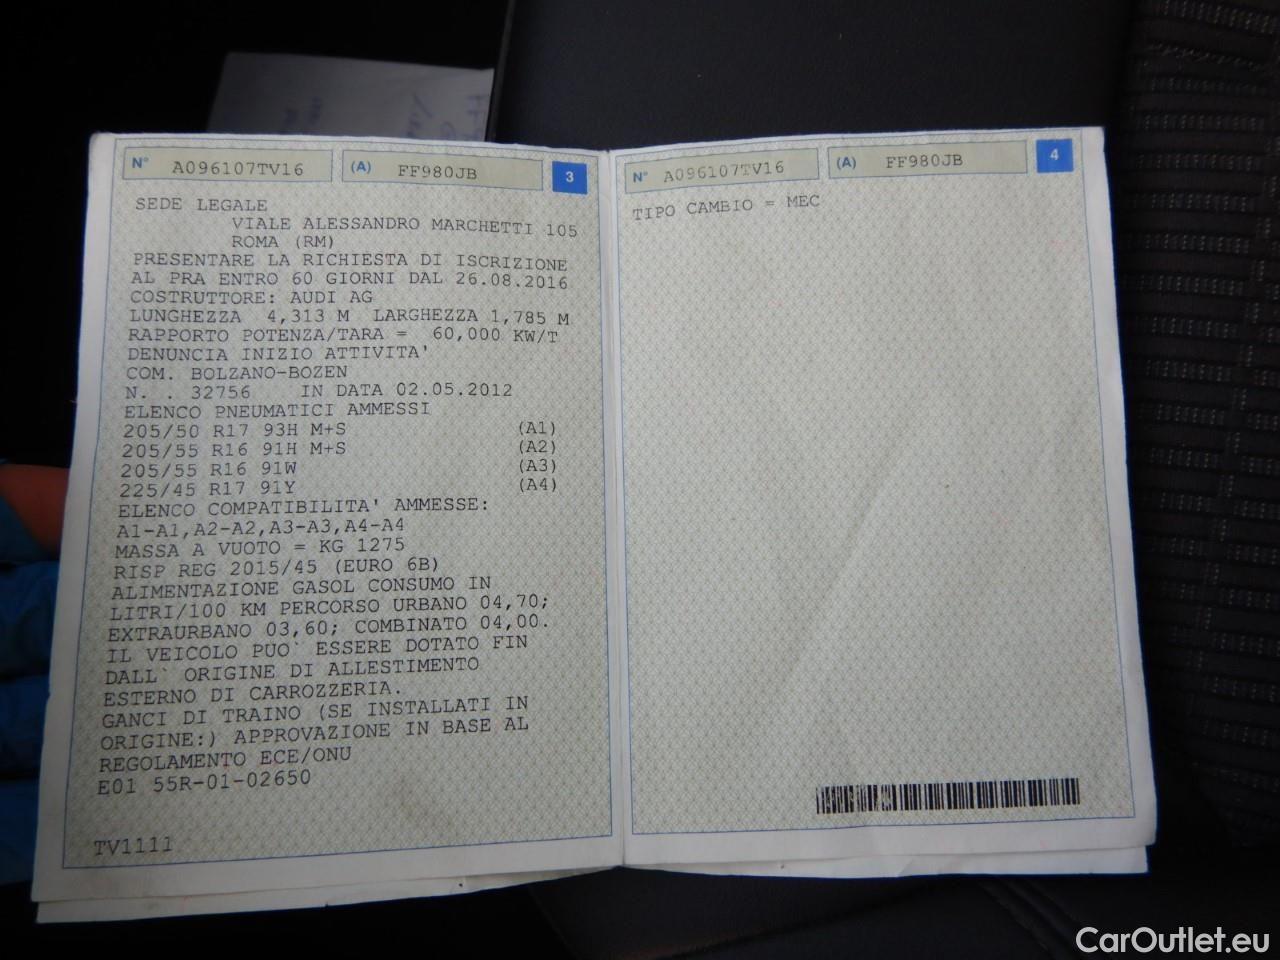 N° A096107TV16 (A) FF980JB 3
SEDE LEGALE
VIALE ALESSANDRO MARCHETTI 105
ROMA (RM)
PRESENTARE LA RICHIESTA DI ISCRIZIONE
AL PRA ENTRO 60 GIORNI DAL 26.08.2016
COSTRUTTORE: AUDI AG
LUNGHEZZA 4,313 M LARGHEZZA 1,785 M
RAPPORTO POTENZA/TARA = 60,000 KW/T
DENUNCIA INIZIO ATTIVITA'
COM. BOLZANO-BOZEN
N. . 32756 IN DATA 02.05.2012
ELENCO PNEUMATICI AMMESSI
205/50 R17 93H M+S (A1)
205/55 R16 91H M+S (A2)
205/55 R16 91W (A3)
225/45 R17 91Y (A4)
ELENCO COMPATIBILITA' AMMESSE:
A1-A1,A2-A2,A3-A3,A4-A4
MASSA A VUOTO = KG 1275
RISP REG 2015/45 (EURO 6B)
ALIMENTAZIONE GASOL CONSUMO IN
LITRI/100 KM PERCORSO URBANO 04,70;
EXTRAURBANO 03,60; COMBINATO 04,00.
IL VEICOLO PUO` ESSERE DOTATO FIN
DALL` ORIGINE DI ALLESTIMENTO
ESTERNO DI CARROZZERIA.
GANCI DI TRAINO (SE INSTALLATI IN
ORIGINE:) APPROVAZIONE IN BASE AL
REGOLAMENTO ECE/ONU
E01 55R-01-02650
TV1111
N° A096107TV16 (A) FF980JB 4
TIPO CAMBIO = MEC
CarOutlet.eu